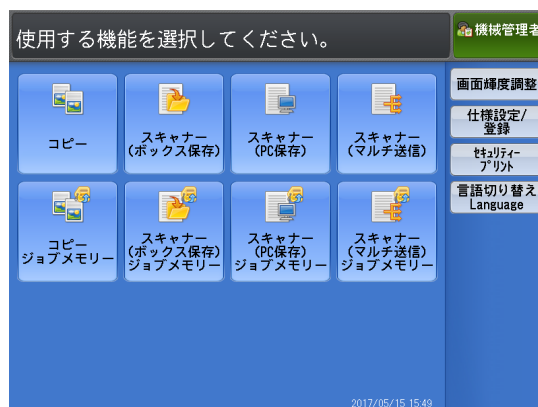 使用する機能を選択してください。
機械管理者
コピー
スキャナー
(ボックス保存)
スキャナー
(PC保存)
スキャナー
(マルチ送信)
コピー
ジョブメモリー
スキャナー
(ボックス保存)
ジョブメモリー
スキャナー
(PC保存)
ジョブメモリー
スキャナー
(マルチ送信)
ジョブメモリー
画面輝度調整
仕様設定/
登録
セキュリティー
プリント
言語切り替え
Language
2017/05/15 15:49